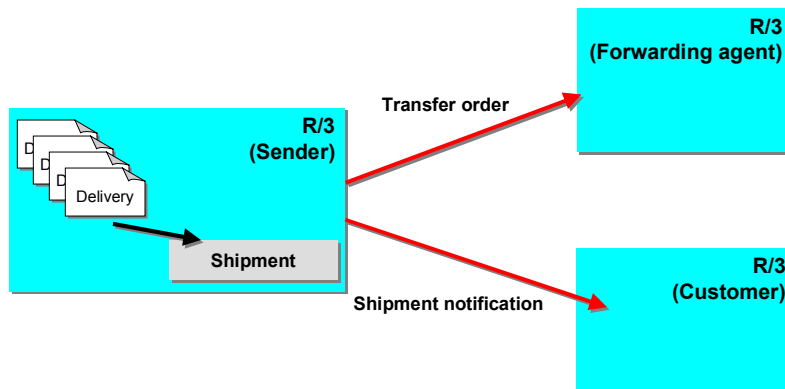 R/3
(Forwarding agent)
Transfer order
R/3
(Sender)
D
D
D
Delivery
Shipment
R/3
(Customer)
Shipment notification